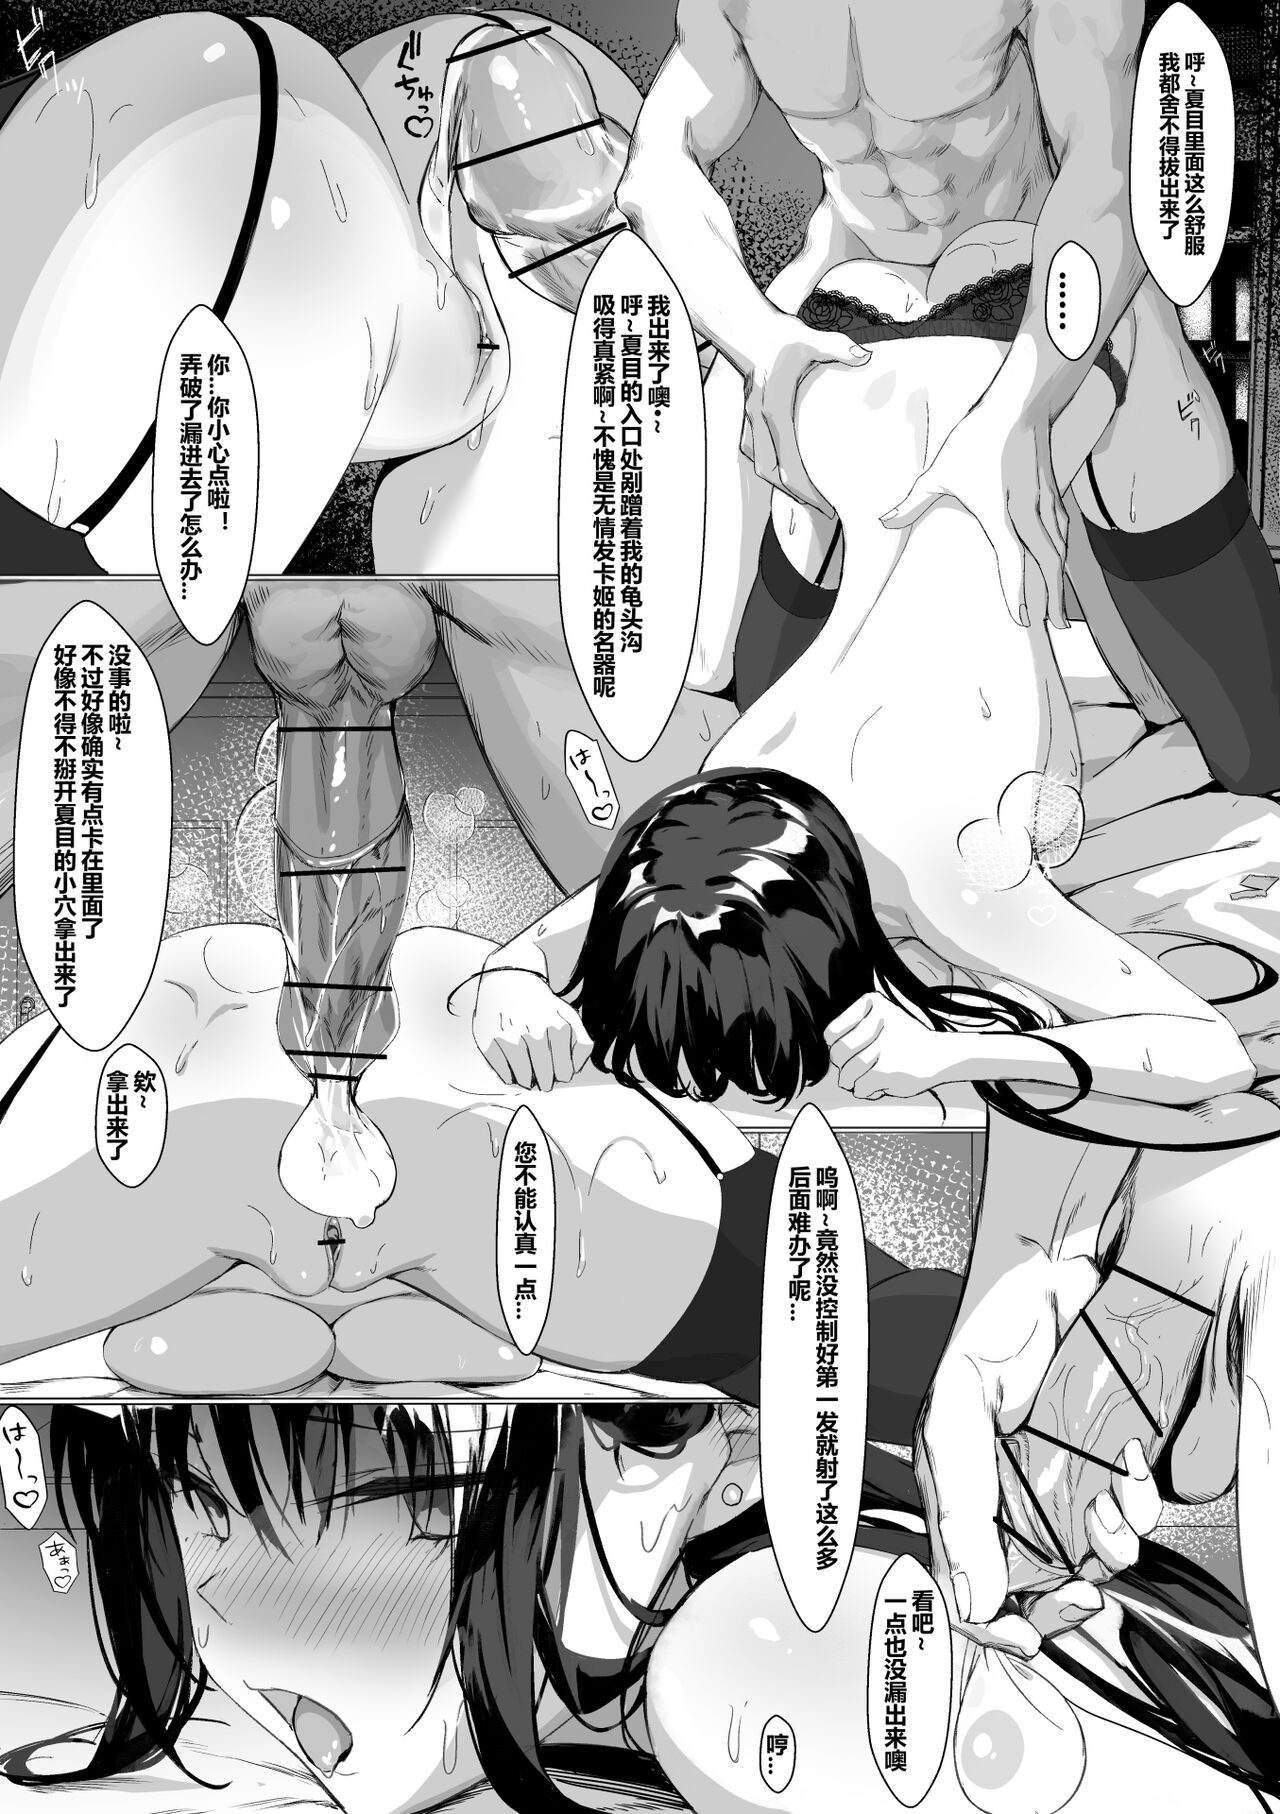 呼~夏目里面这么舒服
我都舍不得拔出来了
……
我出来了噢·~
呼~夏目的入口处剐蹭着我的龟头沟
吸得真紧啊~不愧是无情发卡姬的名器呢
ぐちゅっ♡
ビク
ビクッ
你…你小心点啦！
弄破了漏进去了怎么办…
没事的啦~
不过好像确实有点卡在里面了
好像不得不掰开夏目的小穴拿出来了
は〜っ♡
欸~
拿出来了
您不能认真一点…
呜啊~竟然没控制好第一发就射了这么多
后面难办了呢…
看吧~
一点也没漏出来噢
哼…
は〜っ♡
あぁっ♡